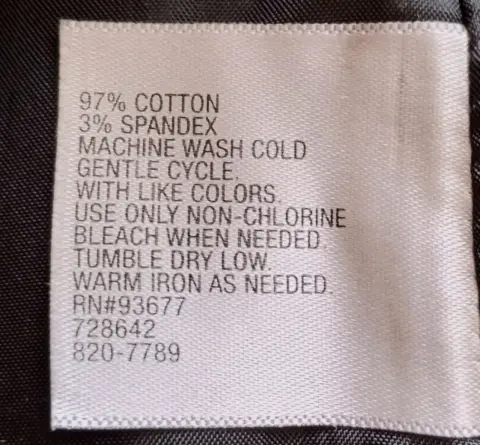 97% COTTON
3% SPANDEX
MACHINE WASH COLD
GENTLE CYCLE.
WITH LIKE COLORS.
USE ONLY NON-CHLORINE
BLEACH WHEN NEEDED.
TUMBLE DRY LOW.
WARM IRON AS NEEDED.
RN#93677
728642
820-7789